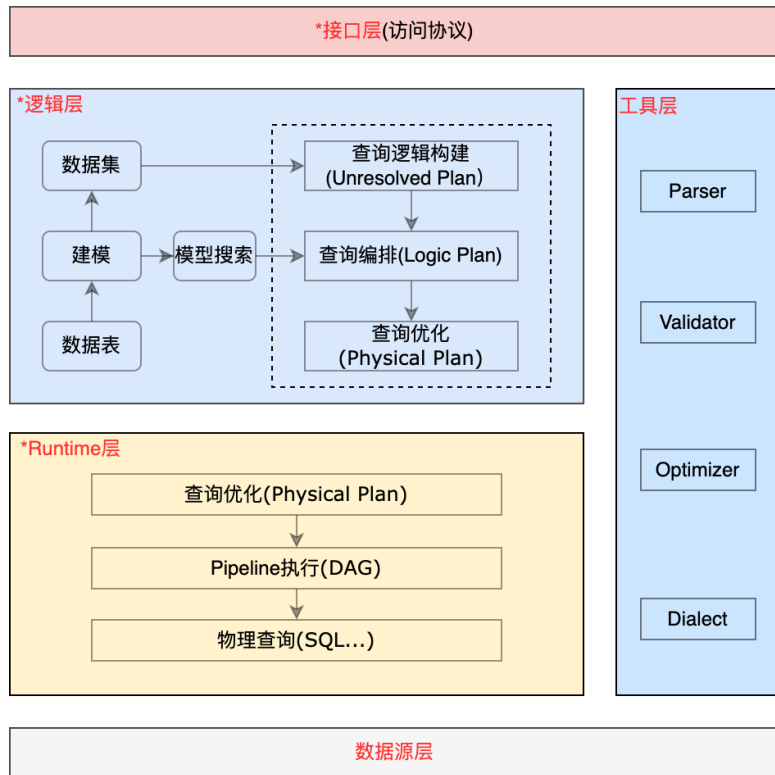 *接口层(访问协议)
*逻辑层
数据集
建模
数据表
模型搜索
查询逻辑构建
(Unresolved Plan)
查询编排(Logic Plan)
查询优化
(Physical Plan)
工具层
Parser
Validator
Optimizer
Dialect
*Runtime层
查询优化(Physical Plan)
Pipeline执行(DAG)
物理查询(SQL...)
数据源层